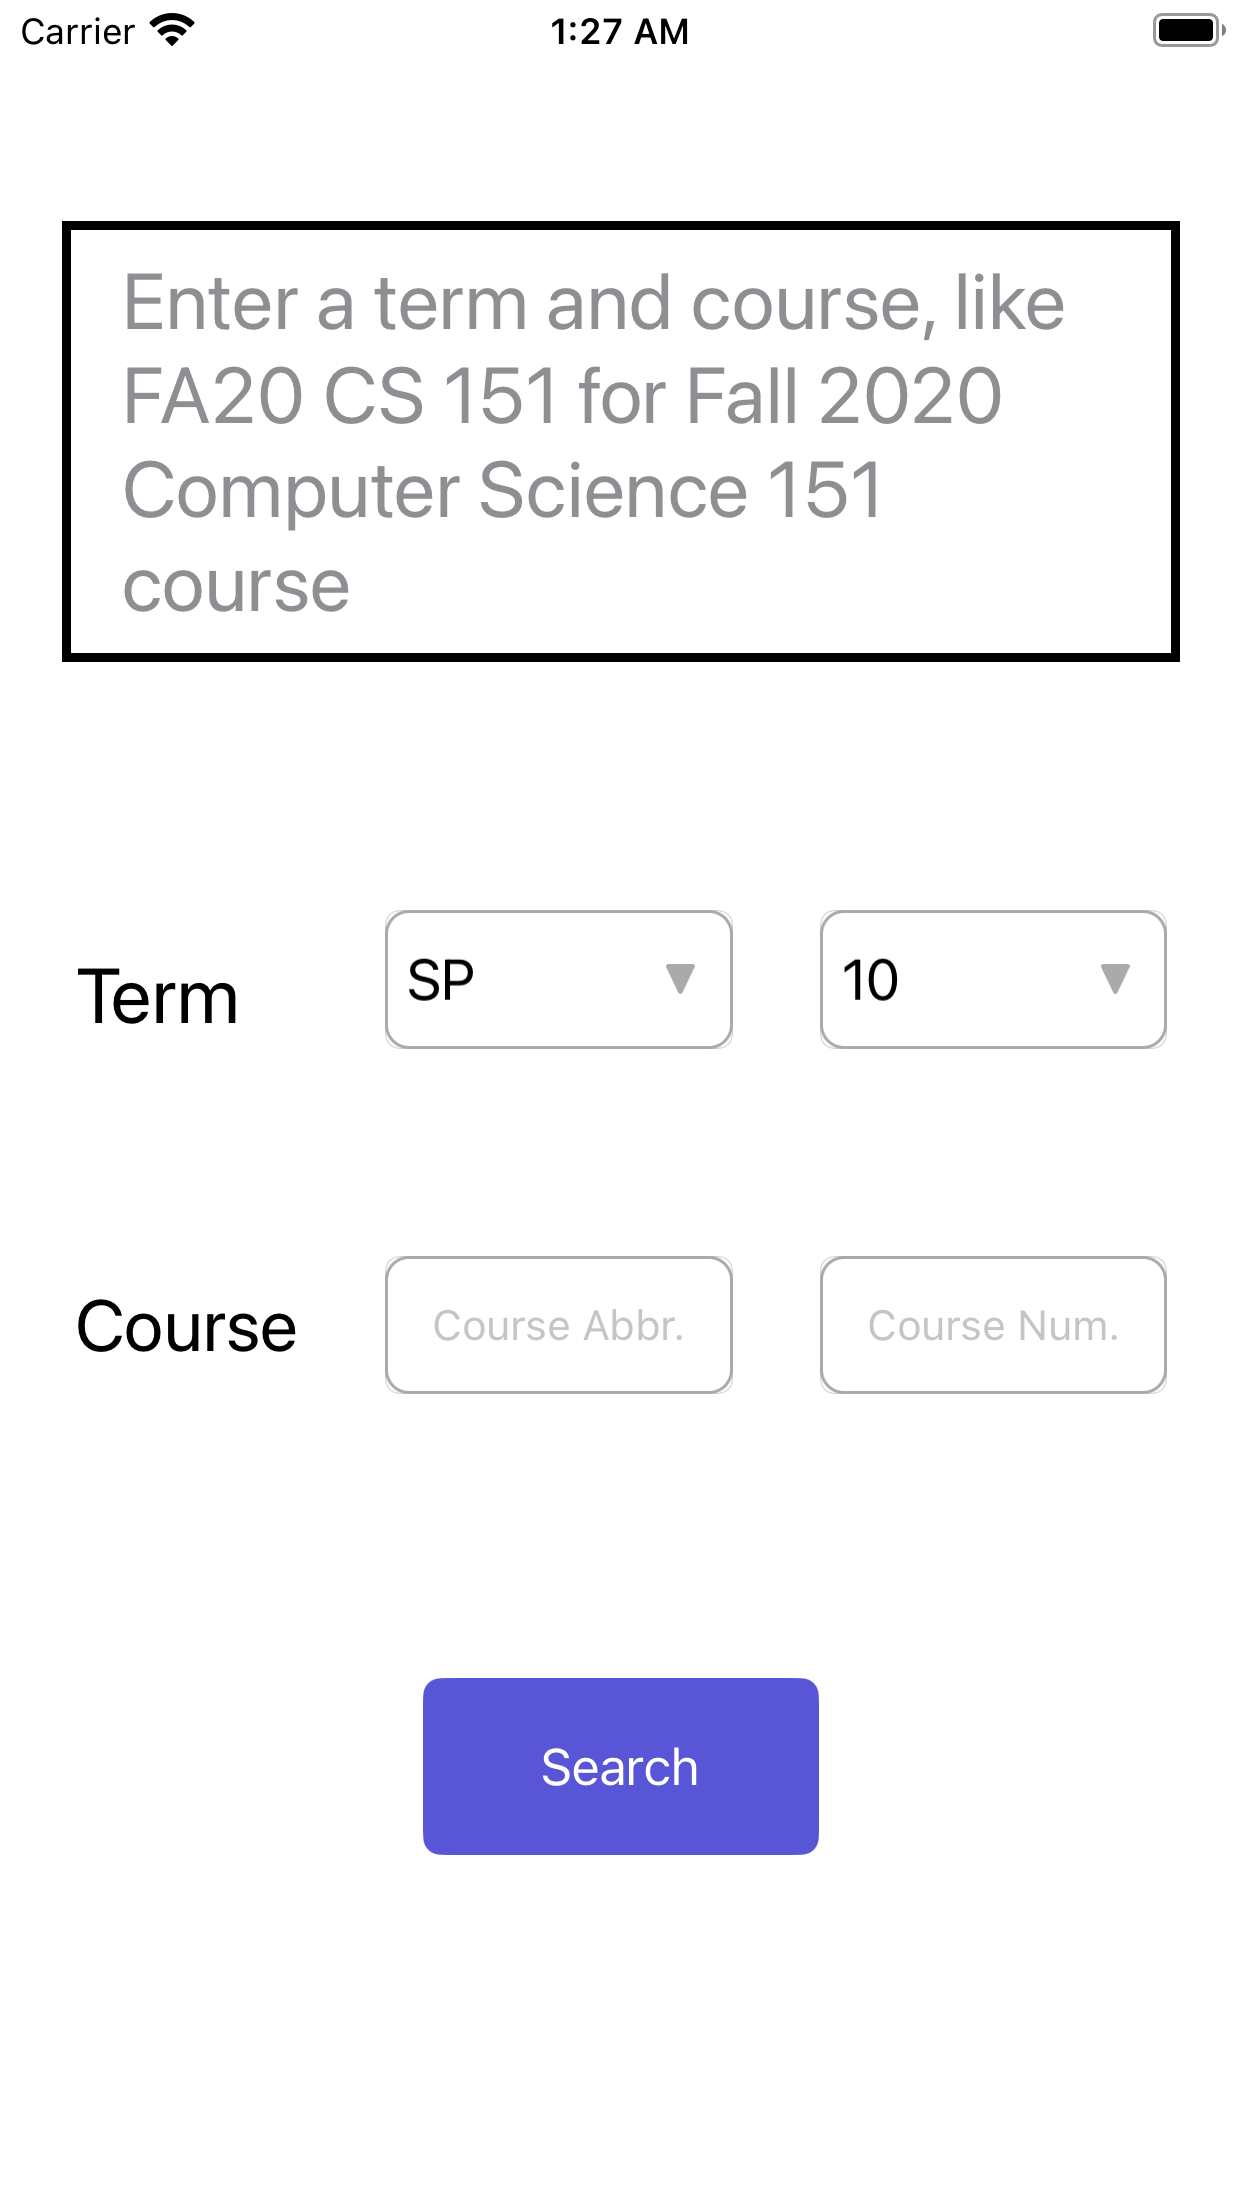 Carrier 1:27 AM
Enter a term and course, like
FA20 CS 151 for Fall 2020
Computer Science 151
course
Term SP 10
Course Course Abbr. Course Num.
Search